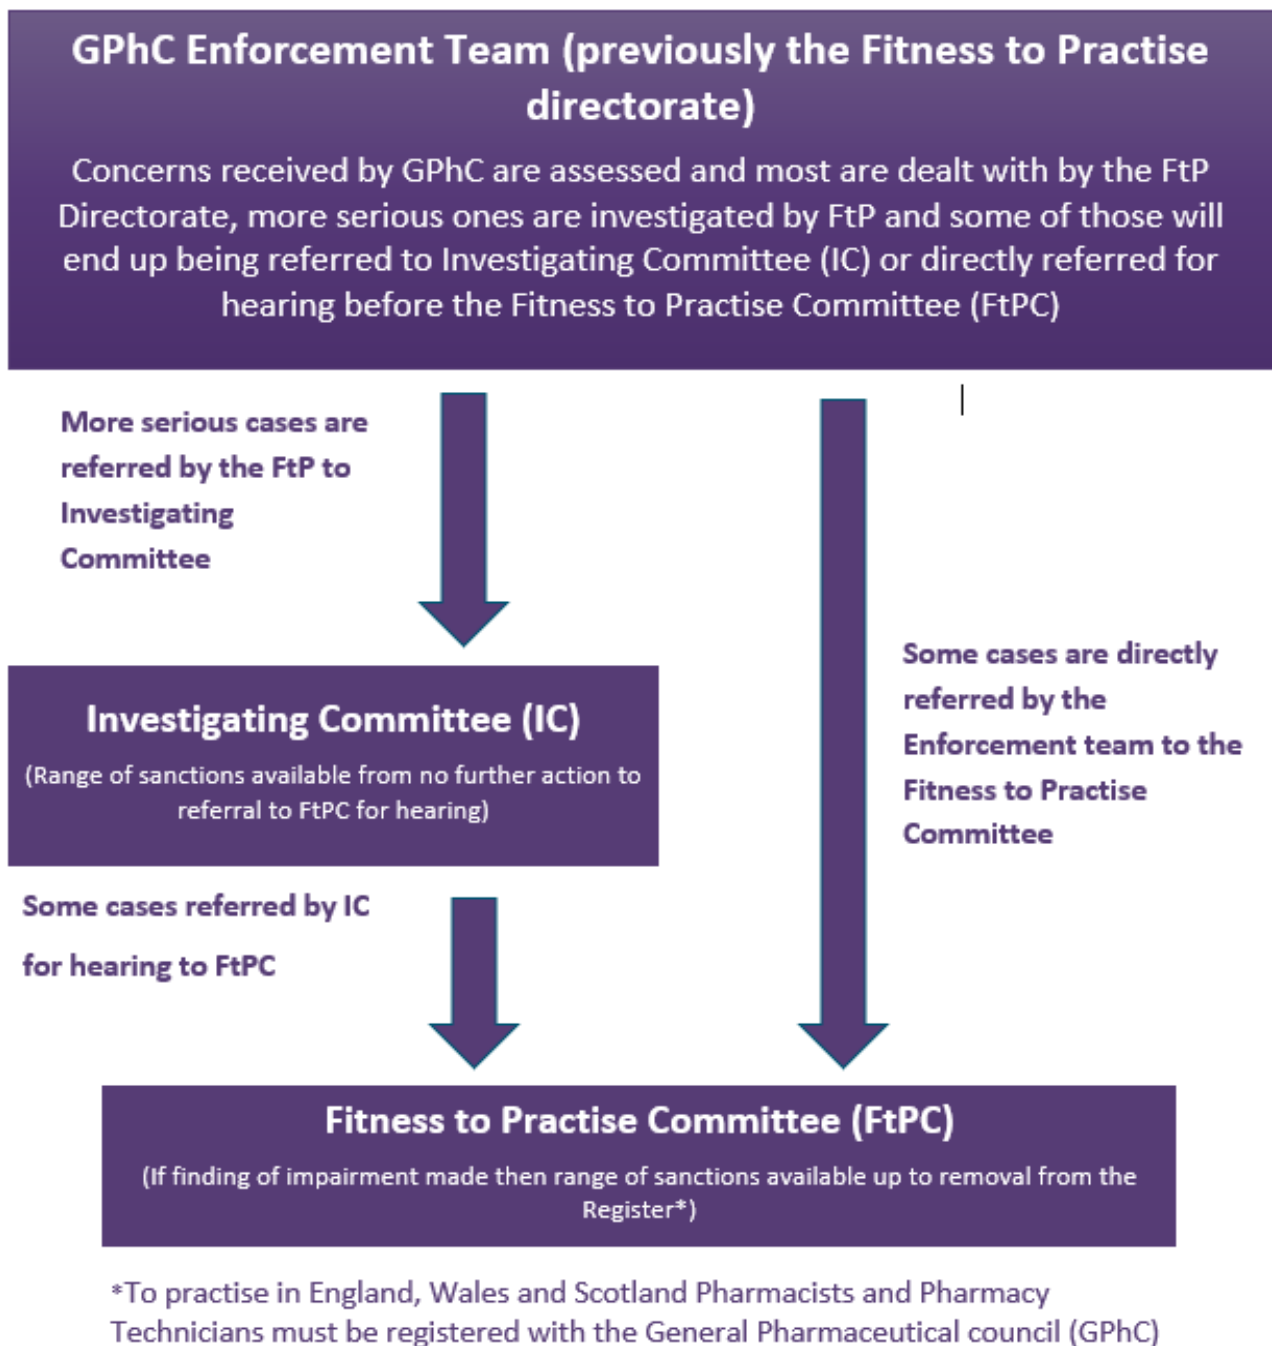 GPhC Enforcement Team (previously the Fitness to Practise
directorate)
Concerns received by GPhC are assessed and most are dealt with by the FtP
Directorate, more serious ones are investigated by FtP and some of those will
end up being referred to Investigating Committee (IC) or directly referred for
hearing before the Fitness to Practise Committee (FtPC)
More serious cases are
referred by the FtP to
Investigating
Committee
Investigating Committee (IC)
(Range of sanctions available from no further action to
referral to FtPC for hearing)
Some cases are directly
referred by the
Enforcement team to the
Fitness to Practise
Committee
Some cases referred by IC
for hearing to FtPC
Fitness to Practise Committee (FtPC)
(If finding of impairment made then range of sanctions available up to removal from the
Register*)
*To practise in England, Wales and Scotland Pharmacists and Pharmacy
Technicians must be registered with the General Pharmaceutical council (GPhC)